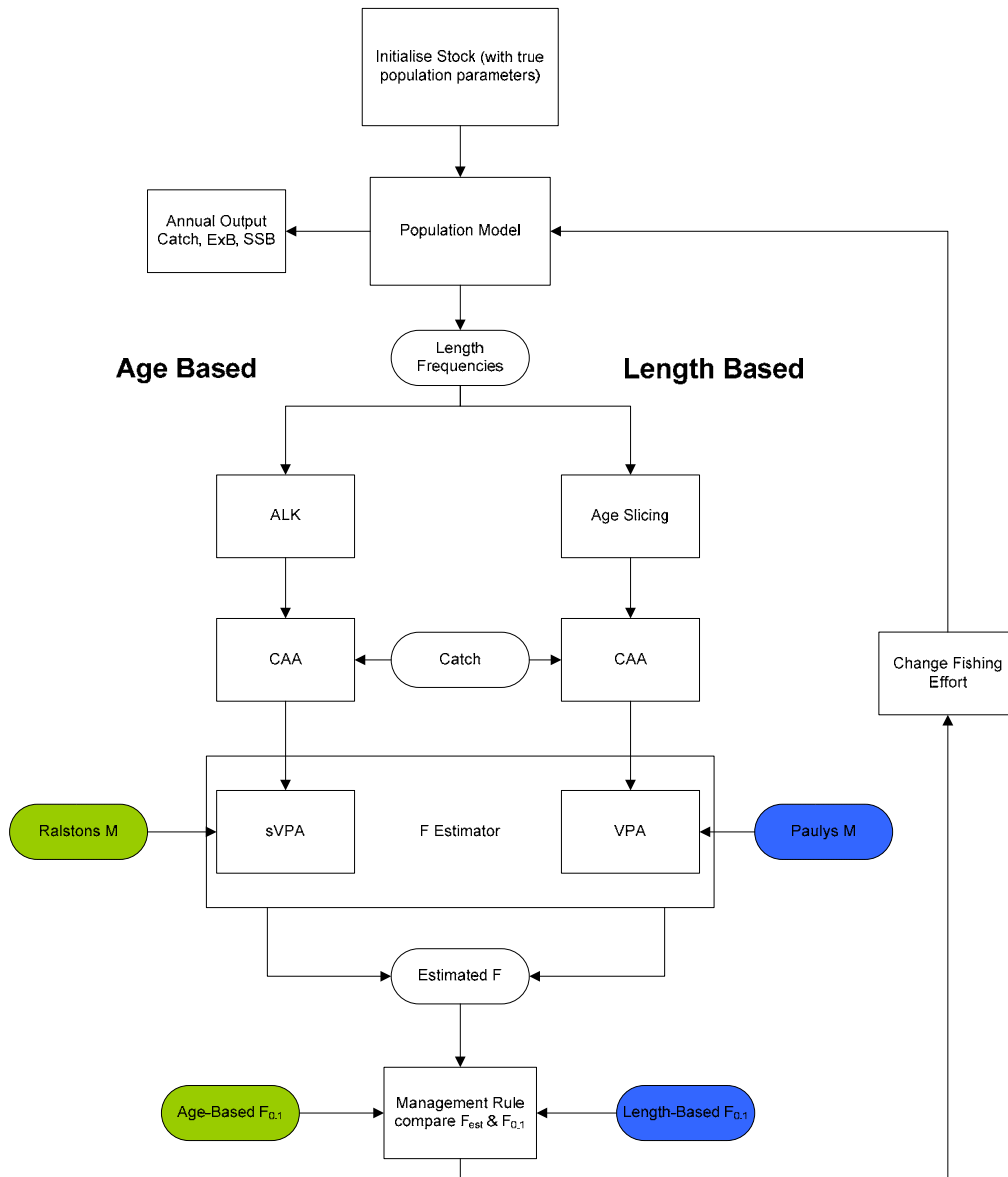 Initialise Stock (with true
population parameters)
Annual Output
Catch, ExB, SSB
Population Model
Length
Frequencies
Age Based
Length Based
ALK
Age Slicing
CAA
Catch
CAA
Change Fishing
Effort
Ralstons M
sVPA
F Estimator
VPA
Paulys M
Estimated F
Age-Based F0.1
Management Rule
compare Fest & F0.1
Length-Based F0.1